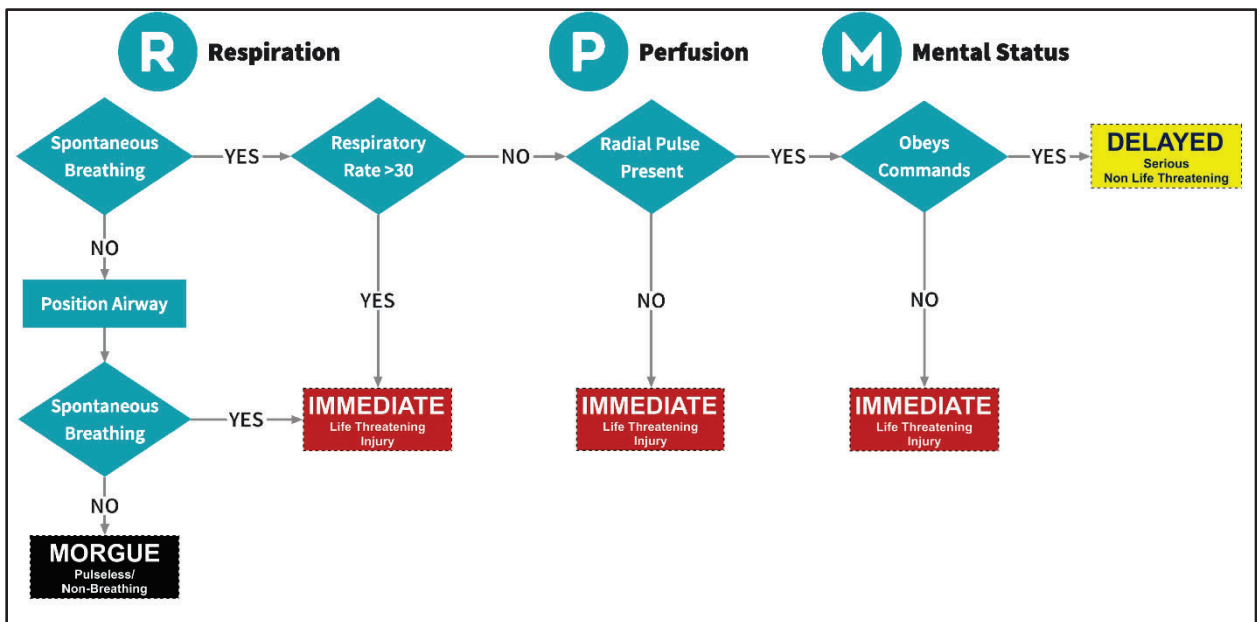 R Respiration
P Perfusion
M Mental Status
Spontaneous
Breathing
YES
Respiratory
Rate >30
NO
Radial Pulse
Present
YES
Obeys
Commands
YES
DELAYED
Serious
Non Life Threatening
NO
Position Airway
YES
NO
NO
Spontaneous
Breathing
YES
IMMEDIATE
Life Threatening
Injury
IMMEDIATE
Life Threatening
Injury
IMMEDIATE
Life Threatening
Injury
NO
MORGUE
Pulseless/
Non-Breathing